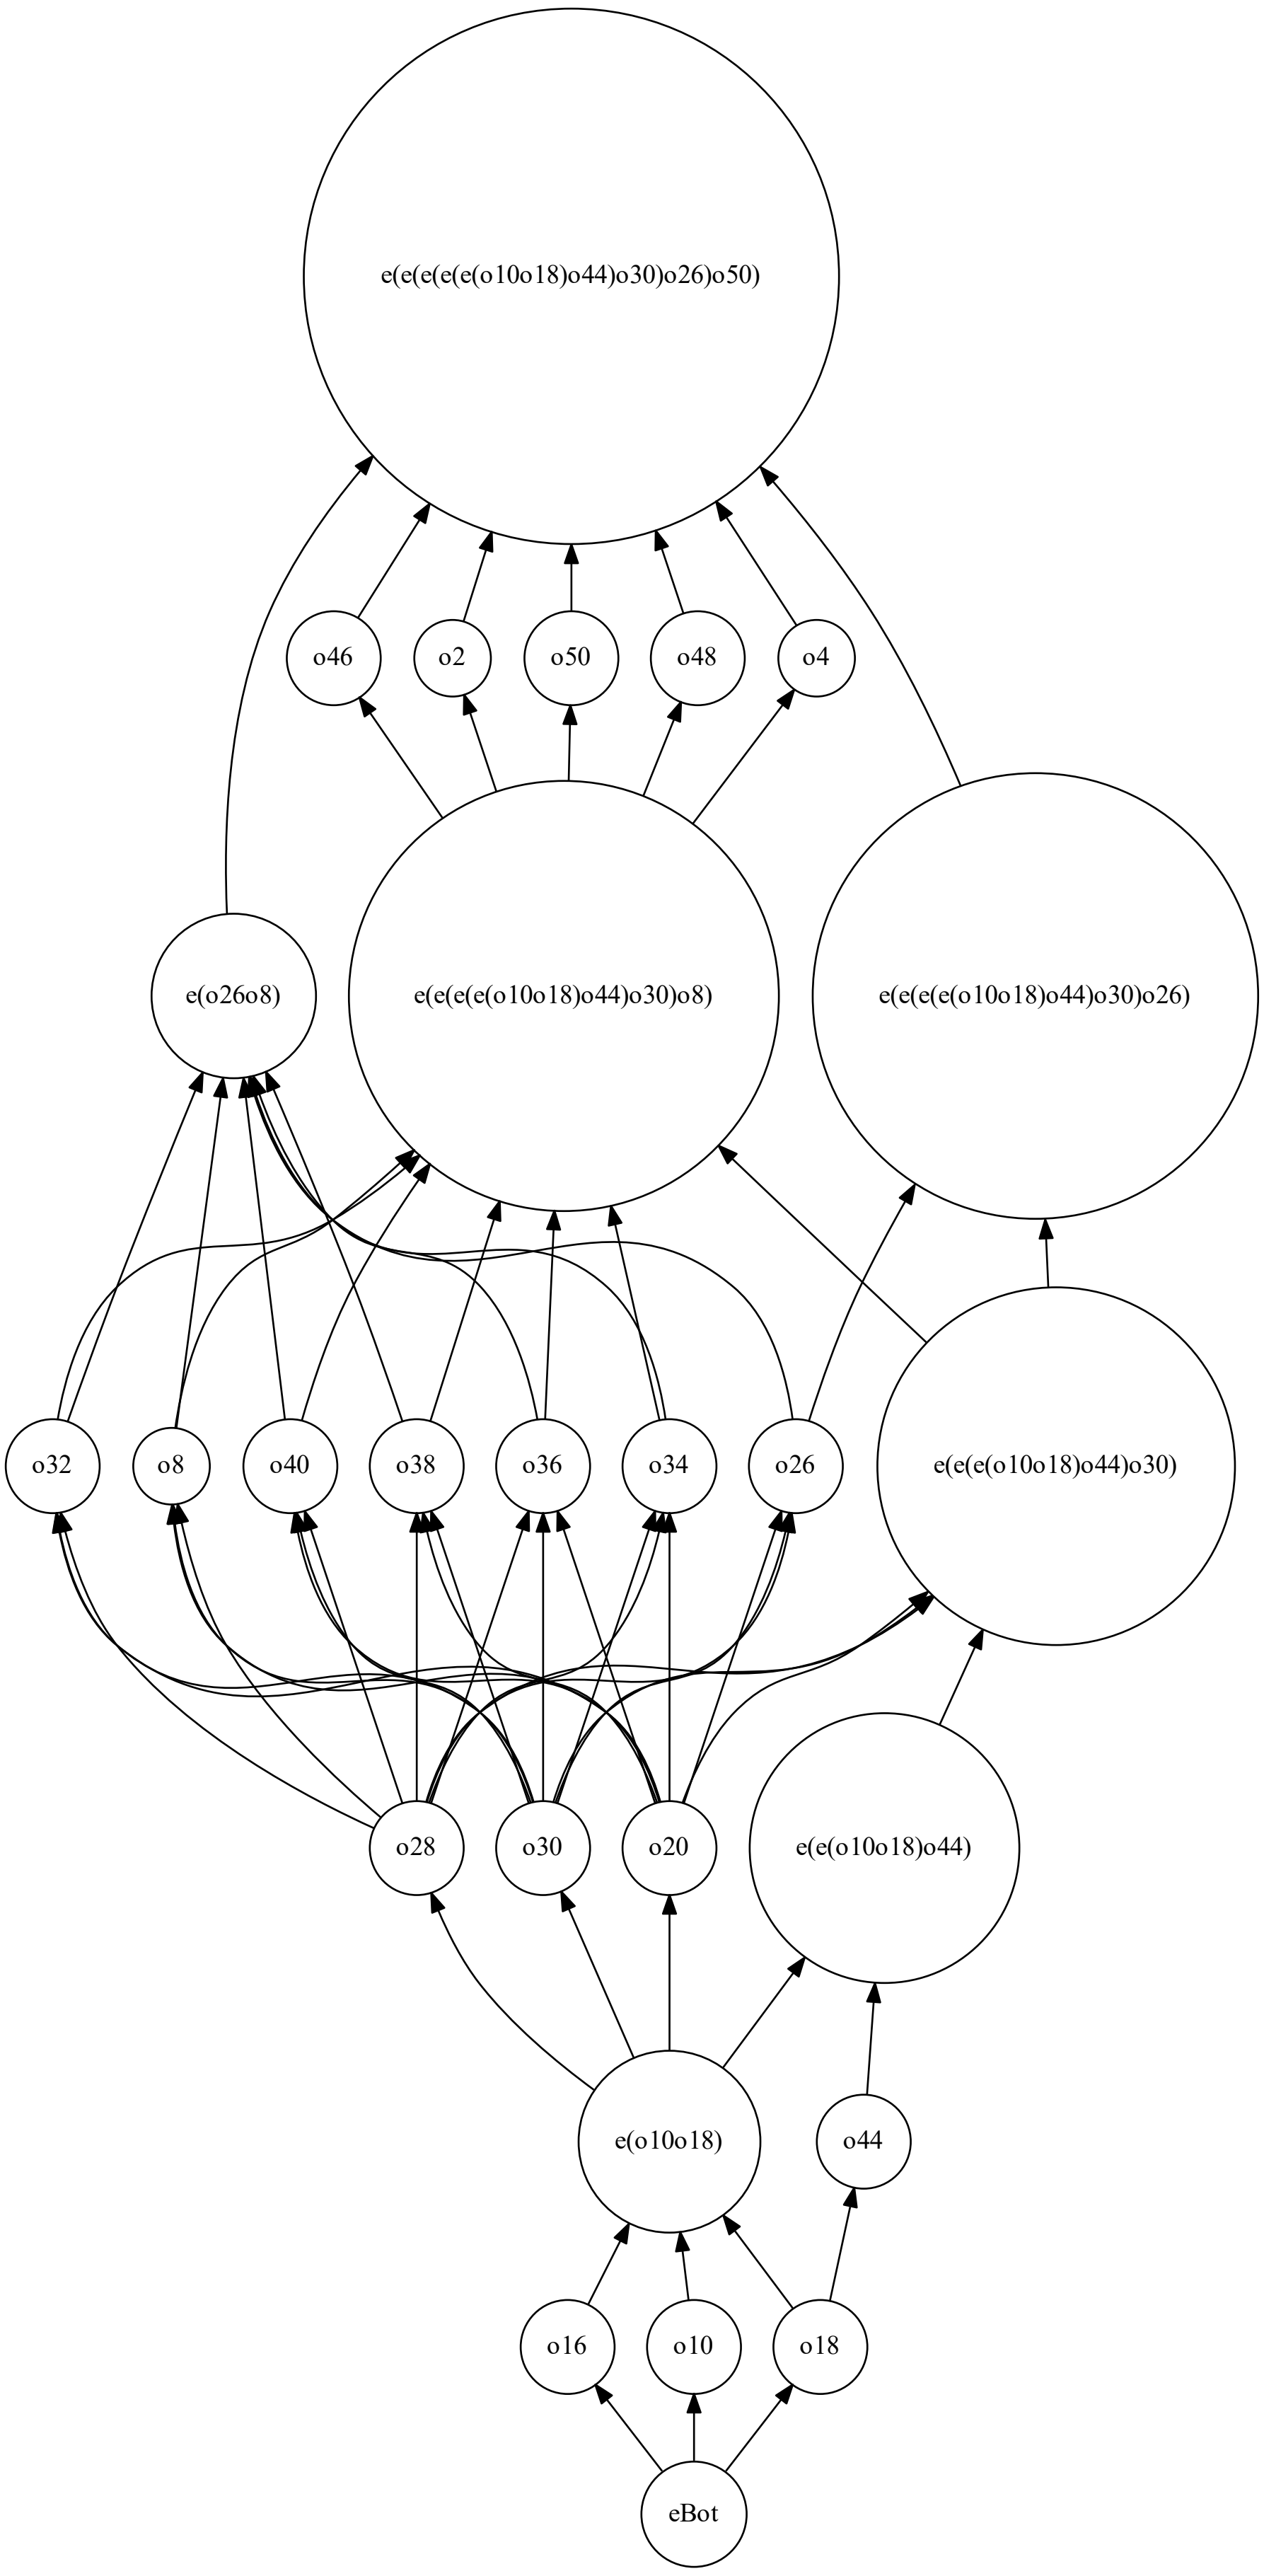 e(e(e(e(e(o10o18)o44)o30)o26)o50)
o46
o2
o50
o48
o4
e(o26o8)
e(e(e(e(o10o18)o44)o30)o8)
e(e(e(e(o10o18)o44)o30)o26)
o32
o8
o40
o38
o36
o34
o26
e(e(e(o10o18)o44)o30)
o28
o30
o20
e(e(o10o18)o44)
e(o10o18)
o44
o16
o10
o18
eBot